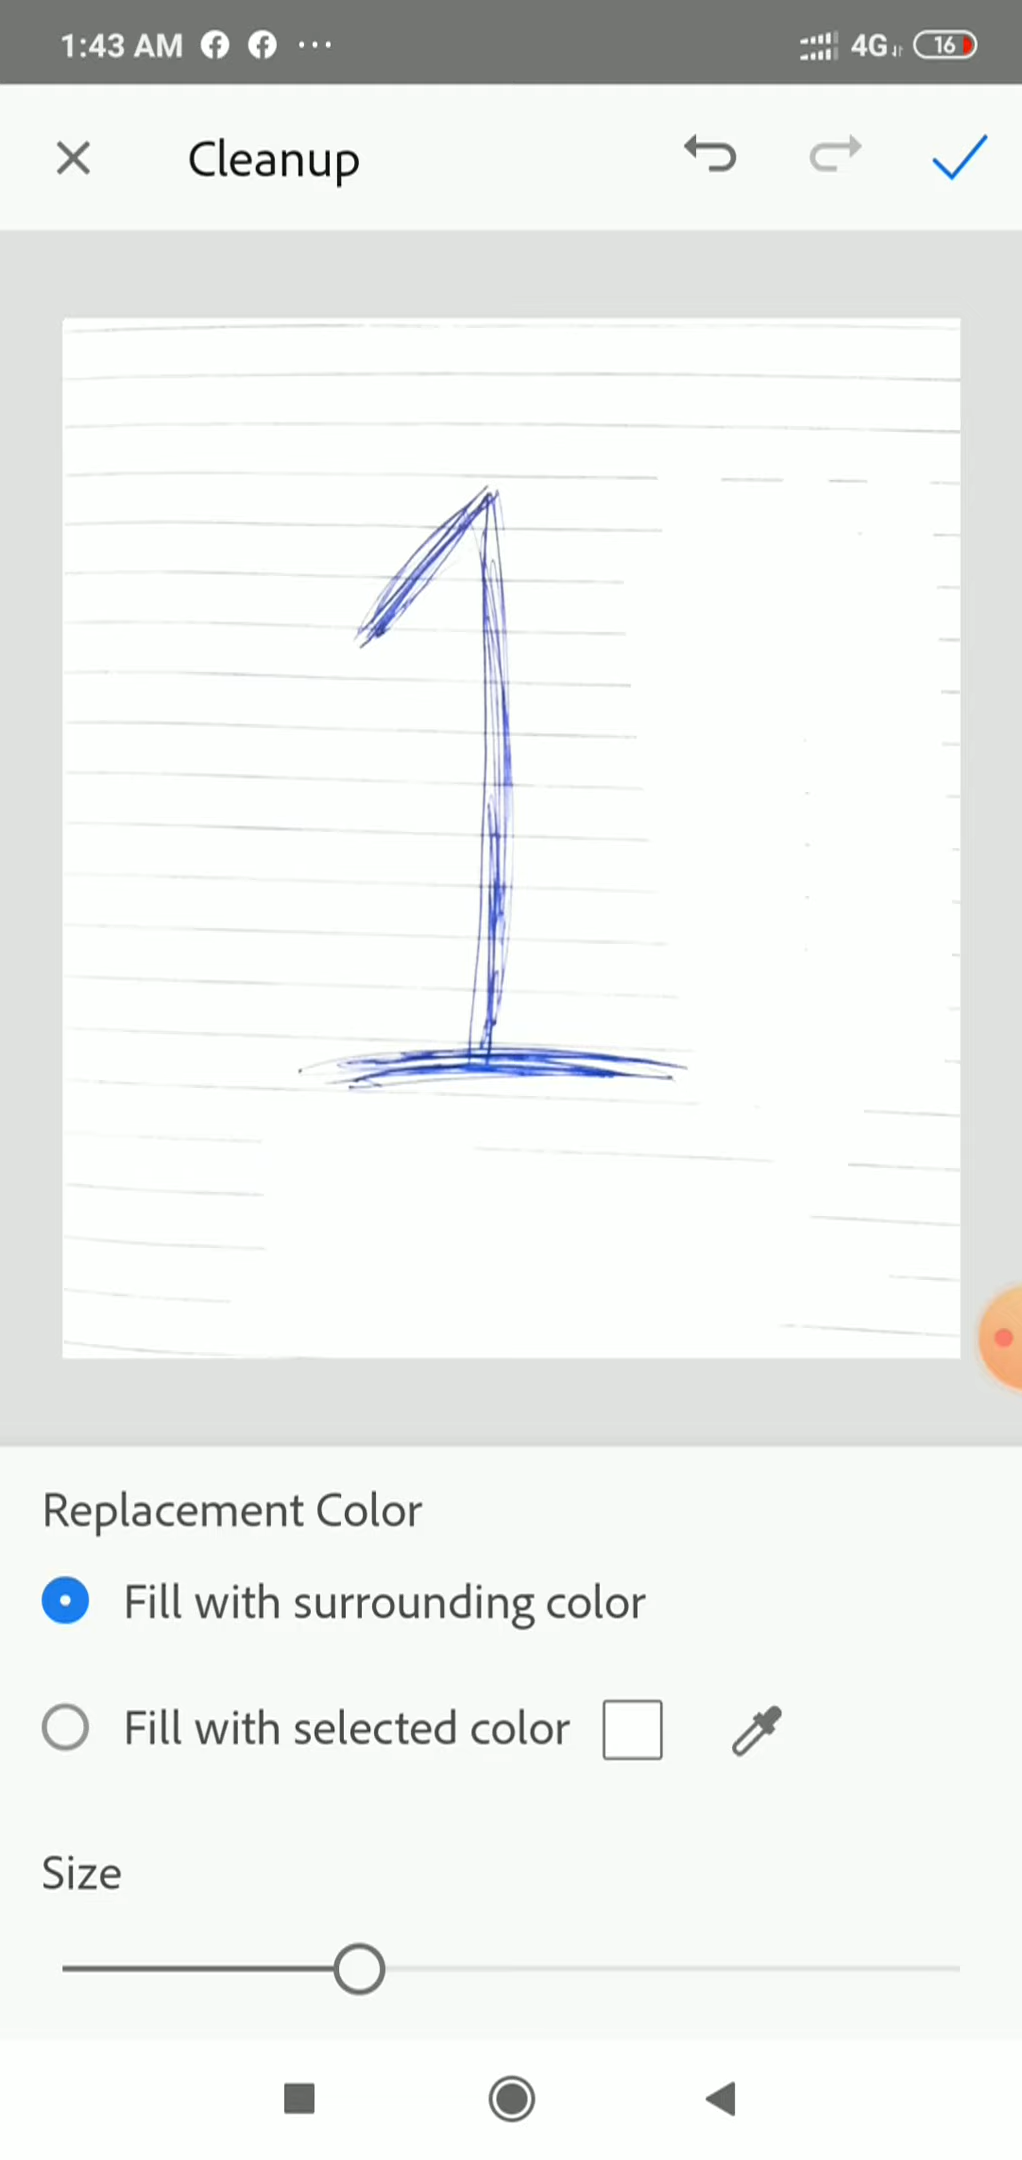 1:43 AM ... 4G 16
Cleanup
1
Replacement Color
Fill with surrounding color
Fill with selected color
Size